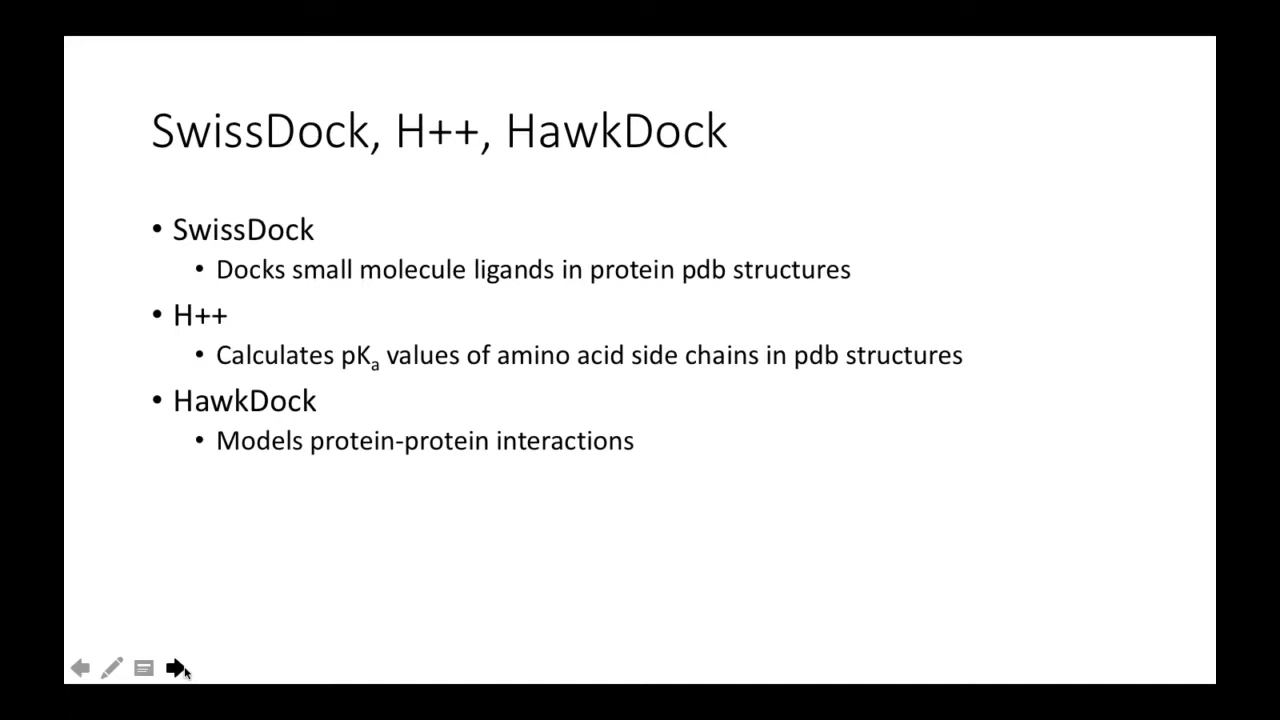 SwissDock, H++, HawkDock
• SwissDock
• Docks small molecule ligands in protein pdb structures
• H++
• Calculates pKa values of amino acid side chains in pdb structures
• HawkDock
• Models protein-protein interactions